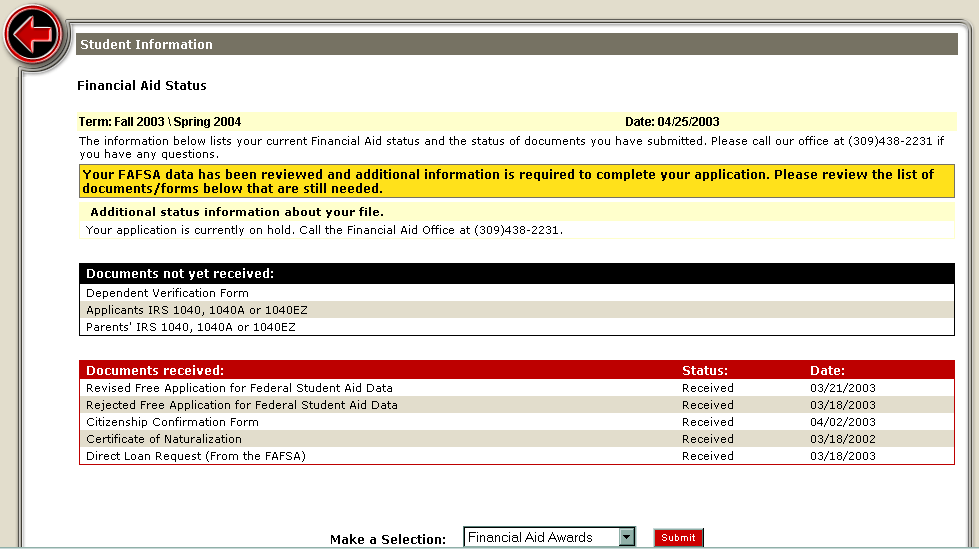 Student Information
Financial Aid Status
Term: Fall 2003 \ Spring 2004 Date: 04/25/2003
The information below lists your current Financial Aid status and the status of documents you have submitted. Please call our office at (309)438-2231 if
you have any questions.
Your FAFSA data has been reviewed and additional information is required to complete your application. Please review the list of
documents/forms below that are still needed.
Additional status information about your file.
Your application is currently on hold. Call the Financial Aid Office at (309)438-2231.
Documents not yet received:
Dependent Verification Form
Applicants IRS 1040, 1040A or 1040EZ
Parents' IRS 1040, 1040A or 1040EZ
Documents received: Status: Date:
Revised Free Application for Federal Student Aid Data Received 03/21/2003
Rejected Free Application for Federal Student Aid Data Received 03/18/2003
Citizenship Confirmation Form Received 04/02/2003
Certificate of Naturalization Received 03/18/2002
Direct Loan Request (From the FAFSA) Received 03/18/2003
Make a Selection: Financial Aid Awards Submit